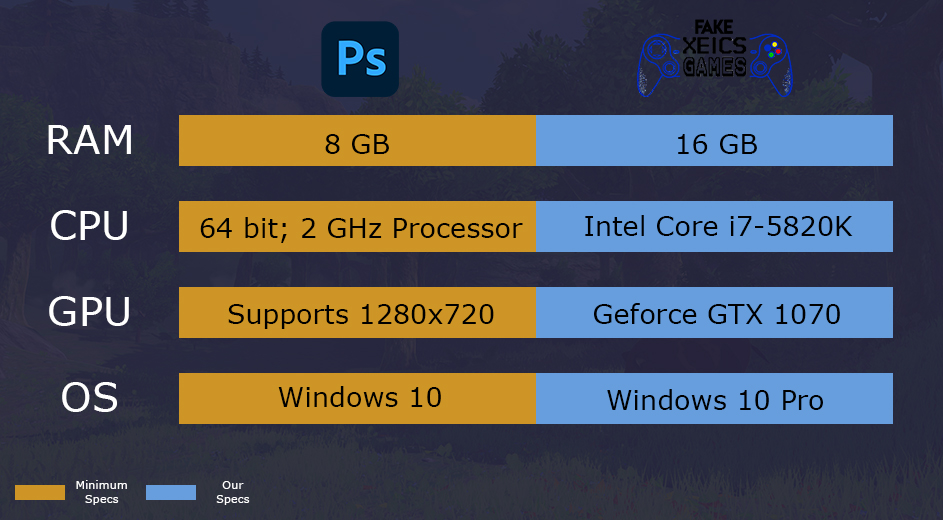 Ps
FAKE
XEICS
GAMES
RAM
8 GB
16 GB
CPU
64 bit; 2 GHz Processor
Intel Core i7-5820K
GPU
Supports 1280x720
Geforce GTX 1070
OS
Windows 10
Windows 10 Pro
Minimum
Specs
Our
Specs